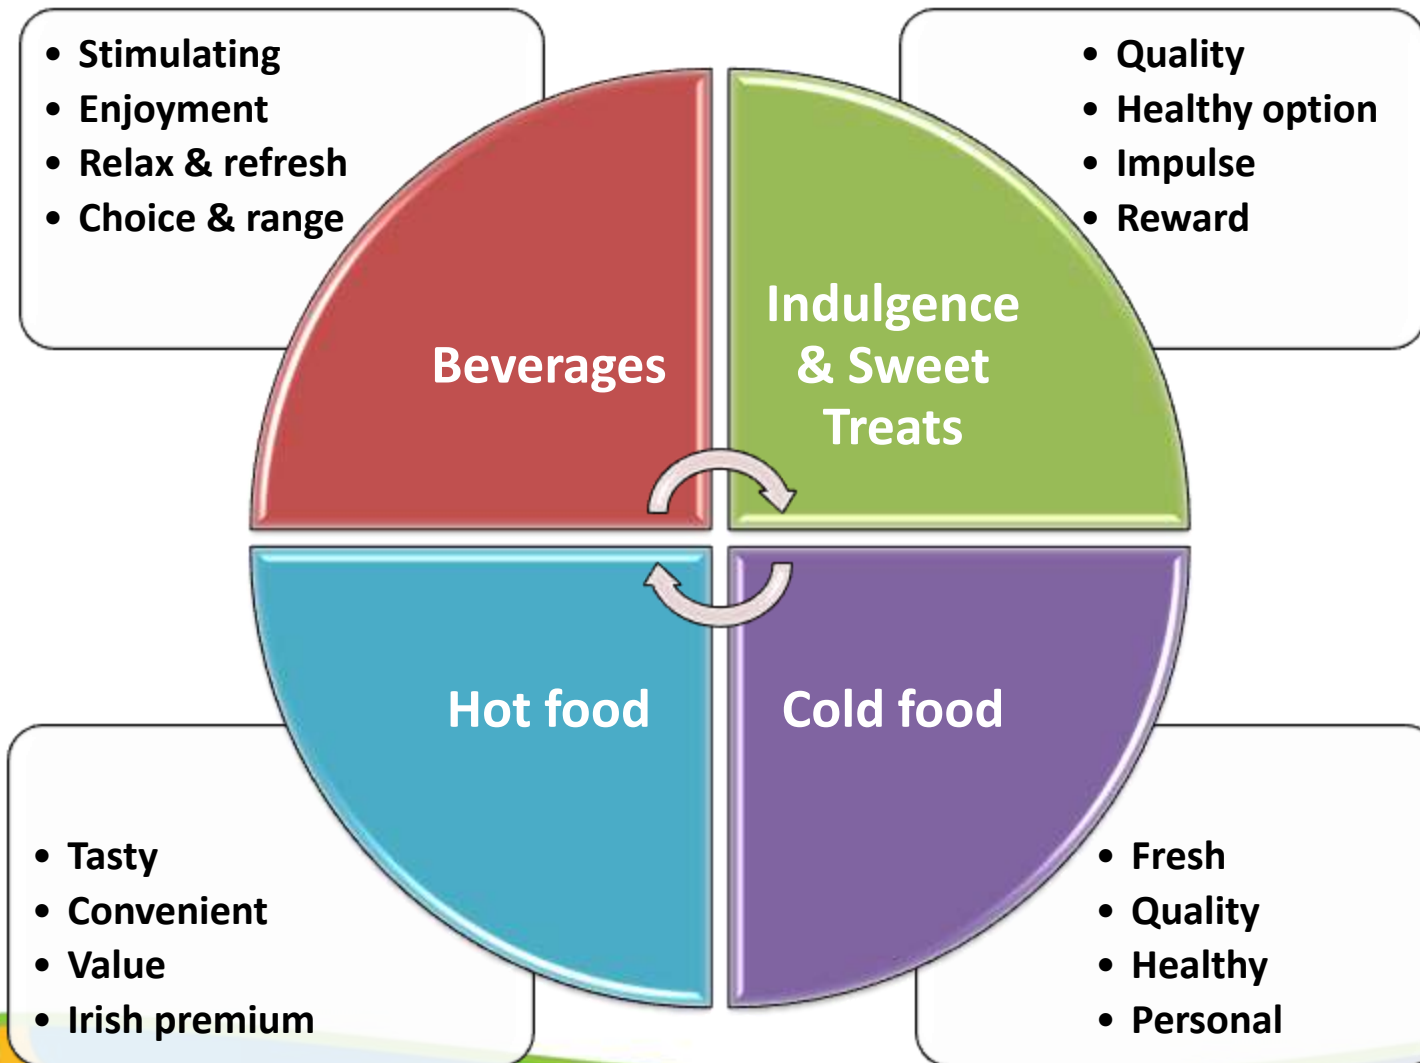 • Stimulating
• Enjoyment
• Relax & refresh
• Choice & range
• Quality
• Healthy option
• Impulse
• Reward
Beverages
Indulgence
& Sweet
Treats
Hot food
Cold food
• Tasty
• Convenient
• Value
• Irish premium
• Fresh
• Quality
• Healthy
• Personal